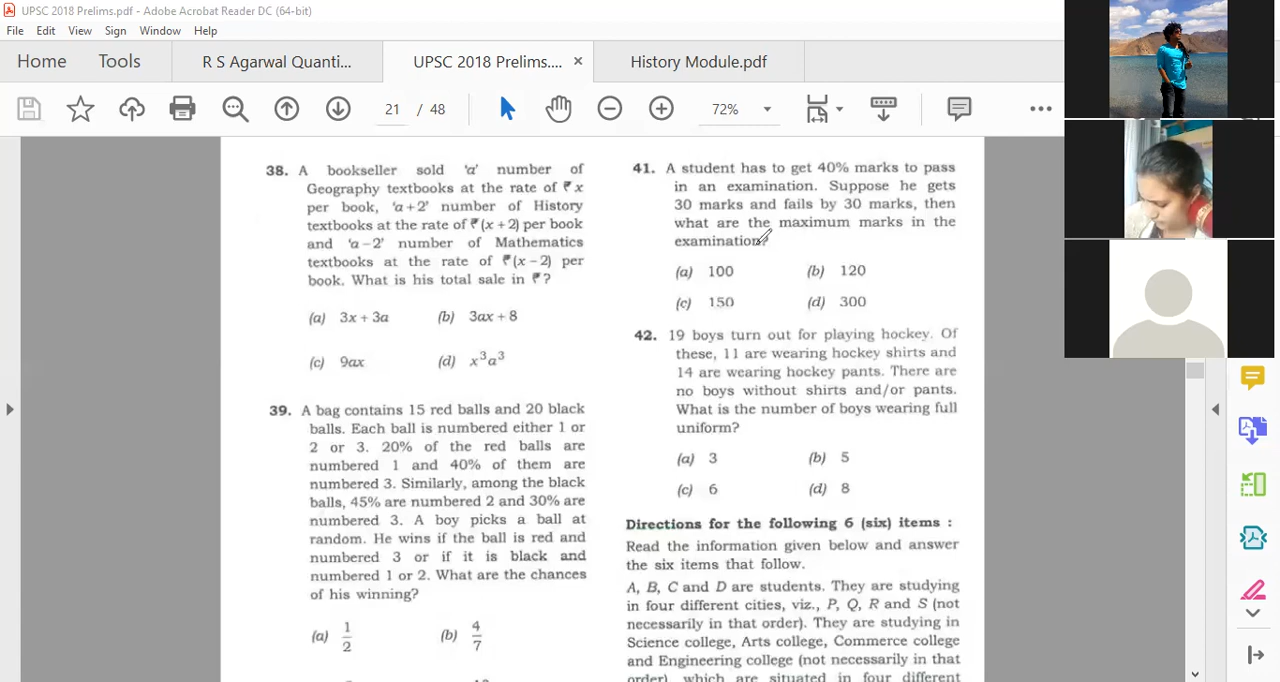 UPSC 2018 Prelims.pdf - Adobe Acrobat Reader DC (64-bit)
File Edit View Sign Window Help
Home Tools R S Agarwal Quanti... UPSC 2018 Prelims.... × History Module.pdf
21 / 48 72%
38. A bookseller sold ‘a’ number of
Geography textbooks at the rate of ₹ x
per book, ‘a + 2’ number of History
textbooks at the rate of ₹ (x + 2) per book
and ‘a – 2’ number of Mathematics
textbooks at the rate of ₹ (x – 2) per
book. What is his total sale in ₹ ?
(a) 3x + 3a (b) 3ax + 8
(c) 9ax (d) x³a³
39. A bag contains 15 red balls and 20 black
balls. Each ball is numbered either 1 or
2 or 3. 20% of the red balls are
numbered 1 and 40% of them are
numbered 3. Similarly, among the black
balls, 45% are numbered 2 and 30% are
numbered 3. A boy picks a ball at
random. He wins if the ball is red and
numbered 3 or if it is black and
numbered 1 or 2. What are the chances
of his winning?
(a) 1/2 (b) 4/7
41. A student has to get 40% marks to pass
in an examination. Suppose he gets
30 marks and fails by 30 marks, then
what are the maximum marks in the
examination?
(a) 100 (b) 120
(c) 150 (d) 300
42. 19 boys turn out for playing hockey. Of
these, 11 are wearing hockey shirts and
14 are wearing hockey pants. There are
no boys without shirts and/or pants.
What is the number of boys wearing full
uniform?
(a) 3 (b) 5
(c) 6 (d) 8
Directions for the following 6 (six) items :
Read the information given below and answer
the six items that follow.
A, B, C and D are students. They are studying
in four different cities, viz., P, Q, R and S (not
necessarily in that order). They are studying in
Science college, Arts college, Commerce college
and Engineering college (not necessarily in that
order), which are situated in four different